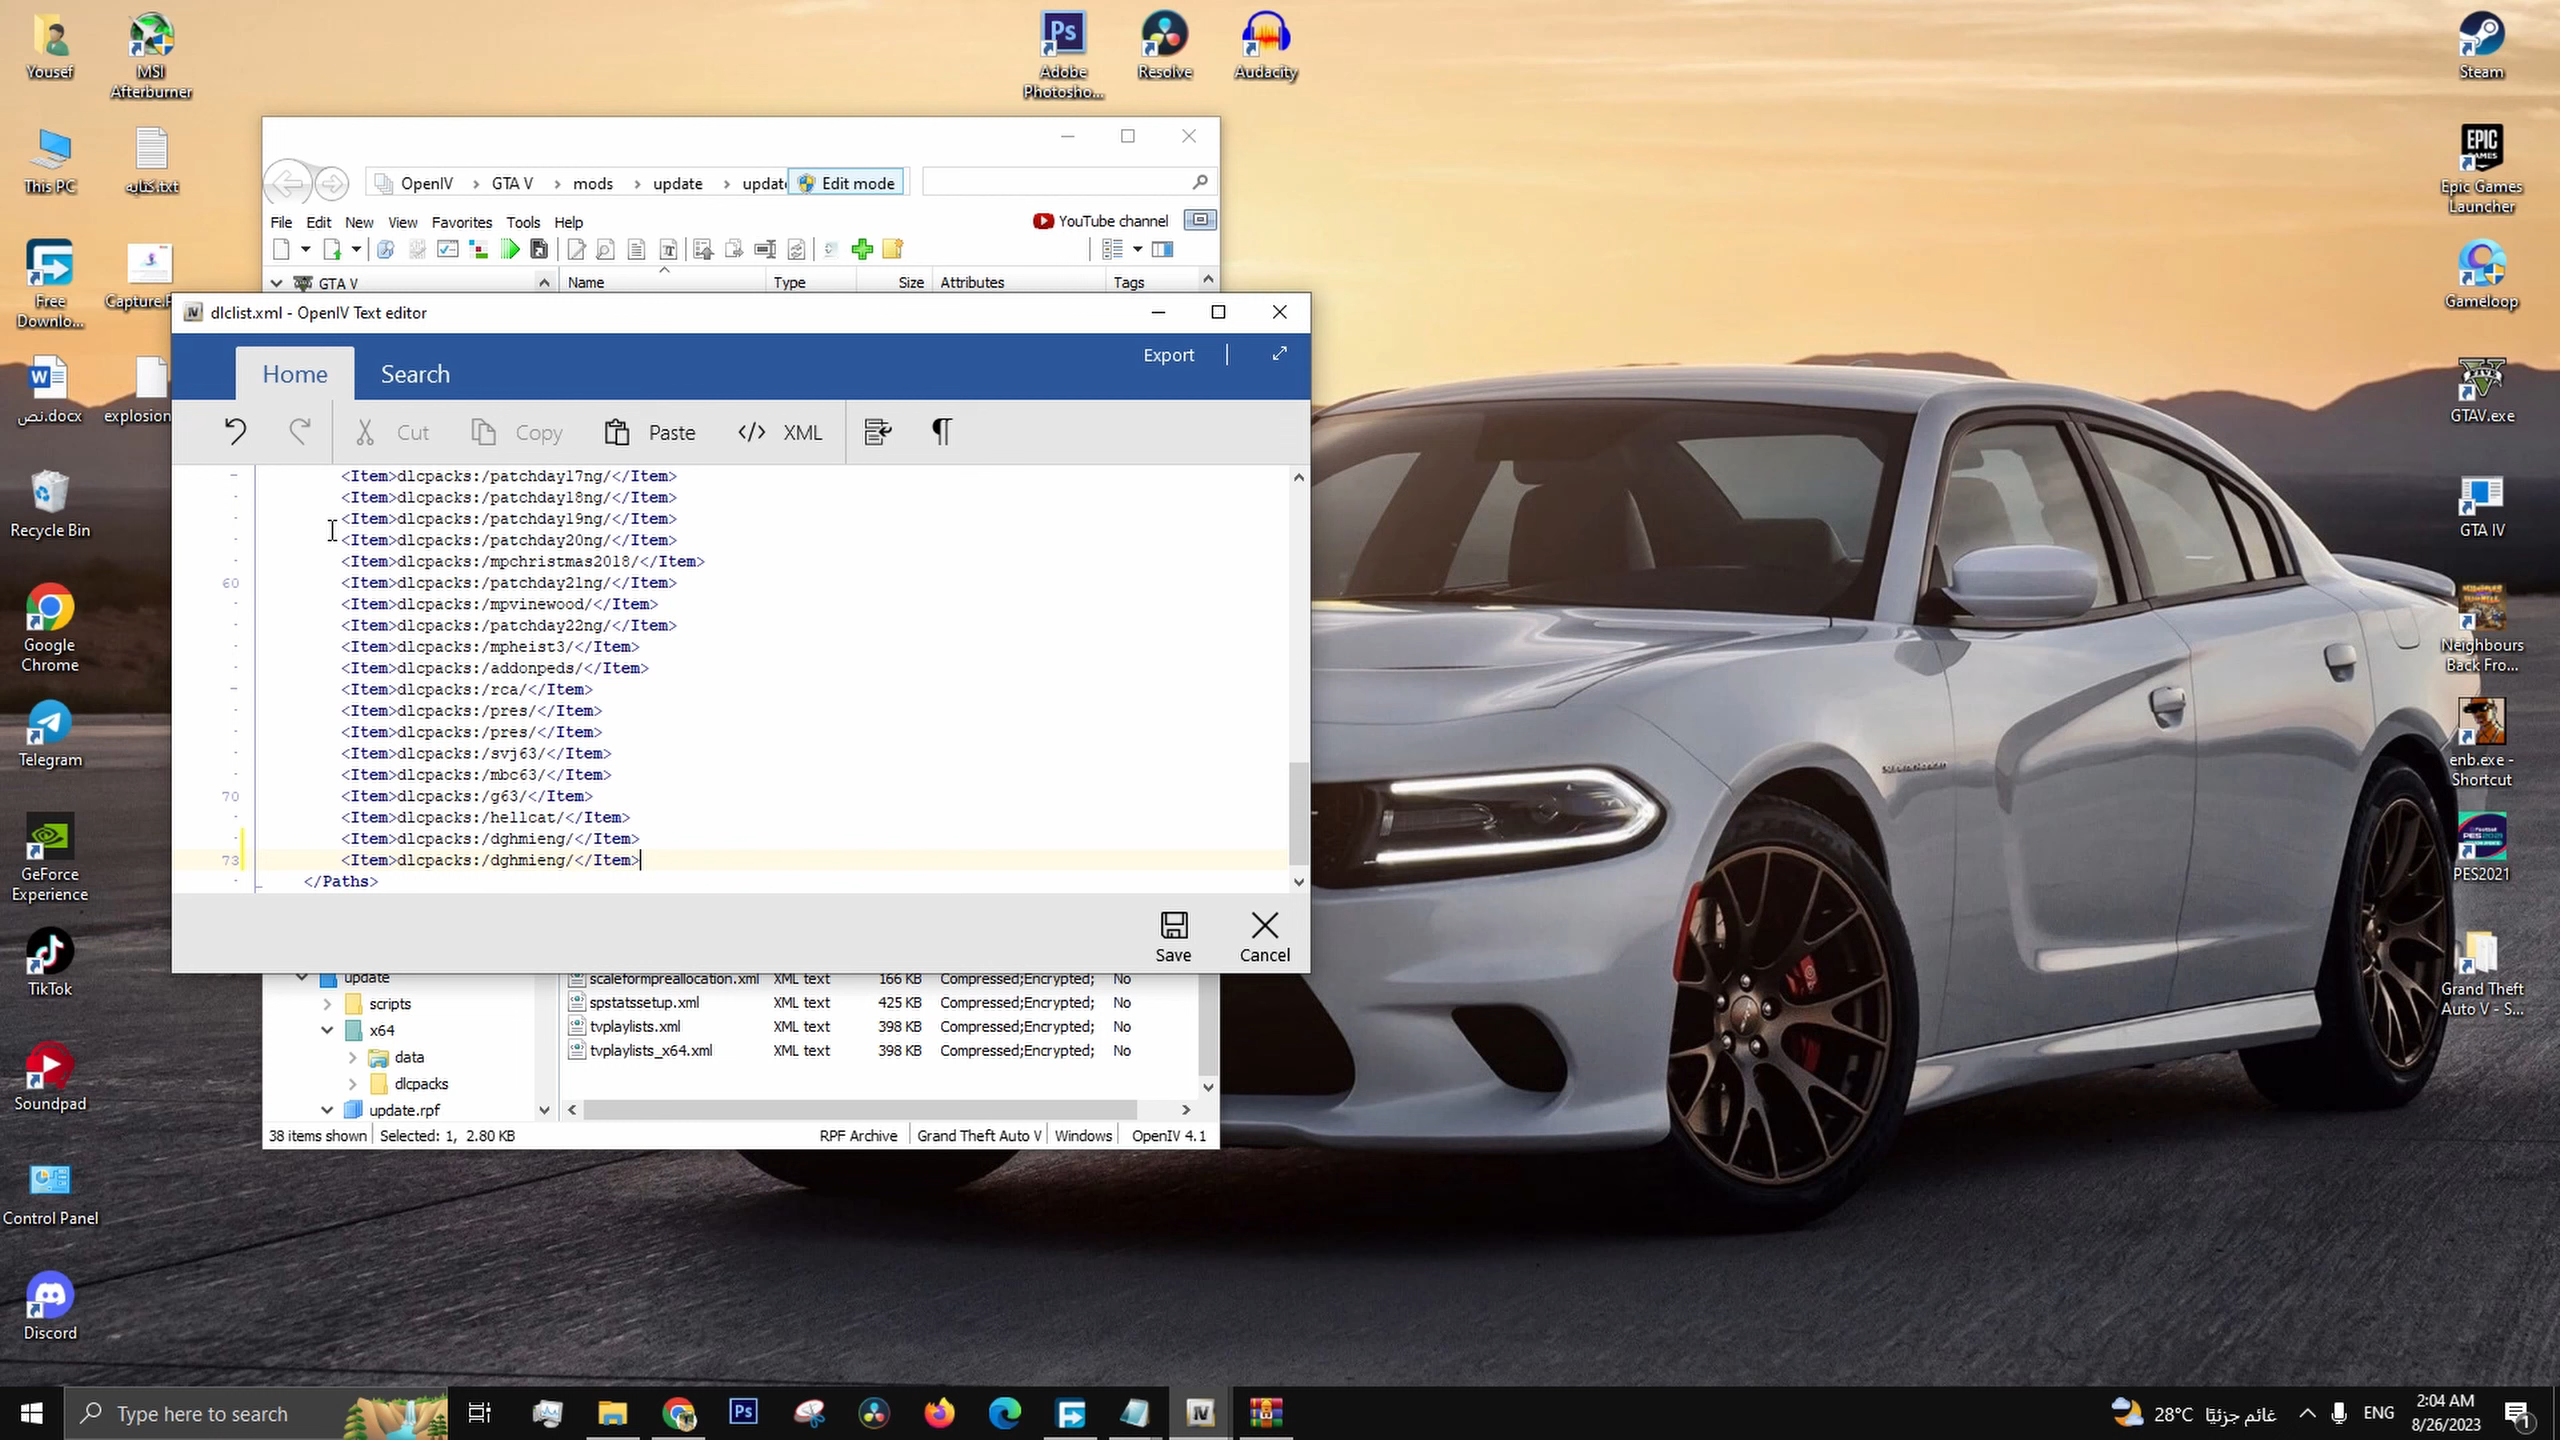 Yousef
MSI
Afterburner
Adobe
Photosho...
Resolve
Audacity
Steam
This PC
كتابه.txt
EPIC
GAMES
Epic Games
Launcher
OpenIV
GTA V
mods
update
updat
Edit mode
File
Edit
New
View
Favorites
Tools
Help
YouTube channel
Free
Downlo...
Capture.P
Gameloop
GTA V
Name
Type
Size
Attributes
Tags
dlclist.xml - OpenIV Text editor
Export
Home
Search
نص.docx
explosion
GTAV.exe
Cut
Copy
Paste
XML
<Item>dlcpacks:/patchday17ng/</Item>
<Item>dlcpacks:/patchday18ng/</Item>
<Item>dlcpacks:/patchday19ng/</Item>
<Item>dlcpacks:/patchday20ng/</Item>
<Item>dlcpacks:/mpchristmas2018/</Item>
60 <Item>dlcpacks:/patchday21ng/</Item>
<Item>dlcpacks:/mpvinewood/</Item>
<Item>dlcpacks:/patchday22ng/</Item>
<Item>dlcpacks:/mpheist3/</Item>
<Item>dlcpacks:/addonpeds/</Item>
<Item>dlcpacks:/rca/</Item>
<Item>dlcpacks:/pres/</Item>
<Item>dlcpacks:/pres/</Item>
<Item>dlcpacks:/svj63/</Item>
<Item>dlcpacks:/mbc63/</Item>
70 <Item>dlcpacks:/g63/</Item>
<Item>dlcpacks:/hellcat/</Item>
<Item>dlcpacks:/dghmieng/</Item>
73 <Item>dlcpacks:/dghmieng/</Item>
</Paths>
Save
Cancel
Recycle Bin
GTA IV
Google
Chrome
Neighbours
Back Fro...
Telegram
enb.exe -
Shortcut
GeForce
Experience
PES2021
TikTok
Grand Theft
Auto V - S...
update
scripts
x64
data
dlcpacks
update.rpf
scaleformpreallocation.xml XML text 166 KB Compressed;Encrypted; No
spstatssetup.xml XML text 425 KB Compressed;Encrypted; No
tvplaylists.xml XML text 398 KB Compressed;Encrypted; No
tvplaylists_x64.xml XML text 398 KB Compressed;Encrypted; No
38 items shown
Selected: 1, 2.80 KB
RPF Archive
Grand Theft Auto V
Windows
OpenIV 4.1
Soundpad
Control Panel
Discord
Type here to search
28°C غائم جزئيًا
ENG
2:04 AM
8/26/2023
1